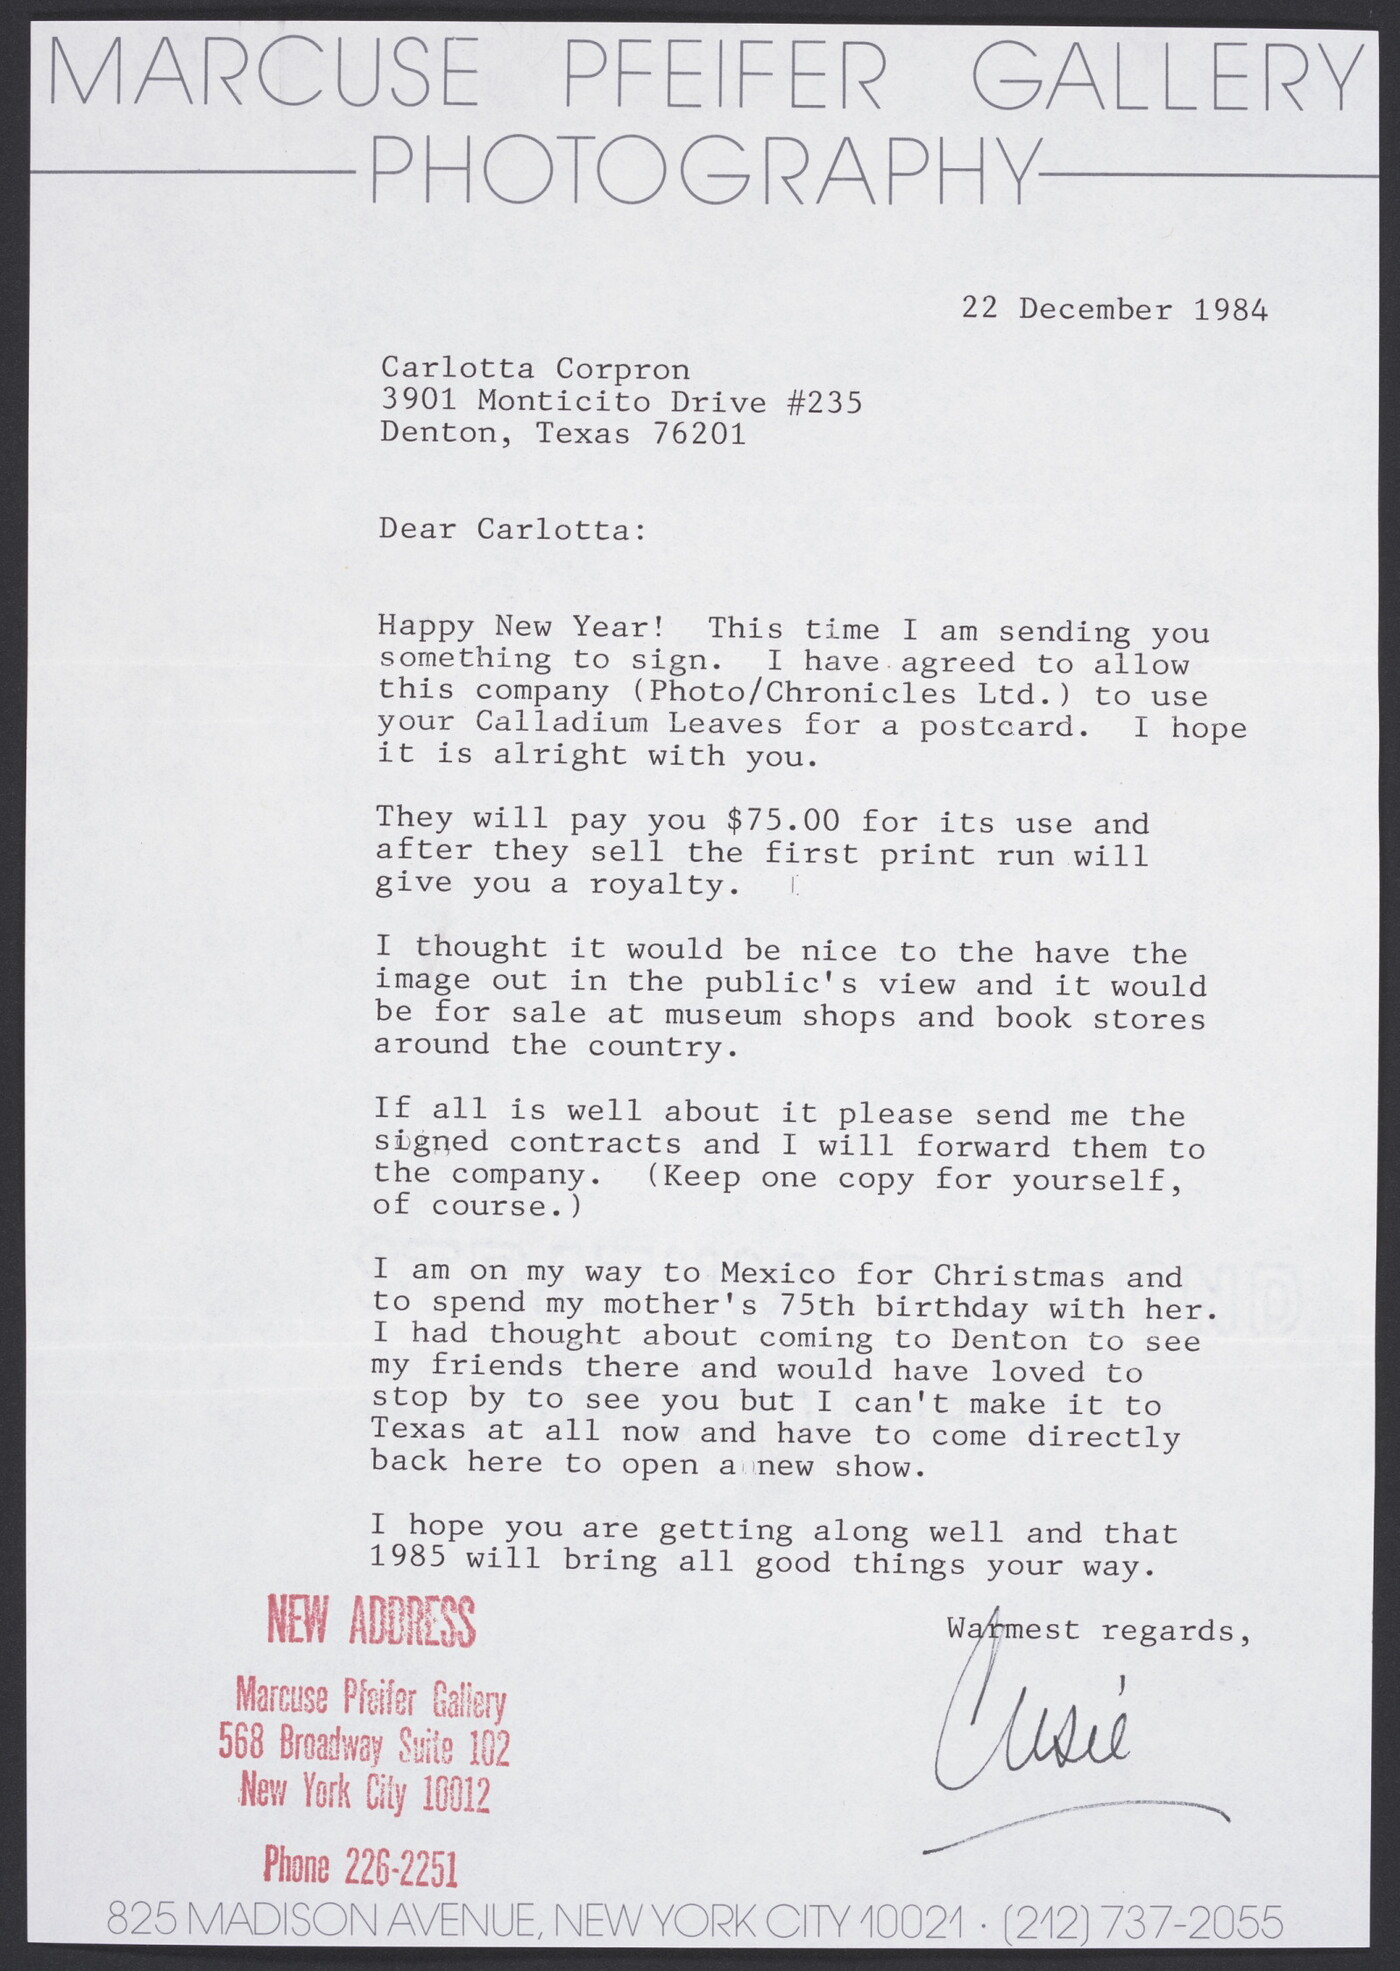 MARCUSE PFEIFER GALLERY
PHOTOGRAPHY
22 December 1984
Carlotta Corpron
3901 Monticito Drive #235
Denton, Texas 76201
Dear Carlotta:
Happy New Year!  This time I am sending you
something to sign.  I have agreed to allow
this company (Photo/Chronicles Ltd.) to use
your Calladium Leaves for a postcard.  I hope
it is alright with you.
They will pay you $75.00 for its use and
after they sell the first print run will
give you a royalty.
I thought it would be nice to the have the
image out in the public's view and it would
be for sale at museum shops and book stores
around the country.
If all is well about it please send me the
signed contracts and I will forward them to
the company.  (Keep one copy for yourself,
of course.)
I am on my way to Mexico for Christmas and
to spend my mother's 75th birthday with her.
I had thought about coming to Denton to see
my friends there and would have loved to
stop by to see you but I can't make it to
Texas at all now and have to come directly
back here to open a new show.
I hope you are getting along well and that
1985 will bring all good things your way.
Warmest regards,
NEW ADDRESS
Marcuse Pfeifer Gallery
568 Broadway Suite 102
New York City 10012
Phone 226-2251
825 MADISON AVENUE, NEW YORK CITY 10021 · (212) 737-2055